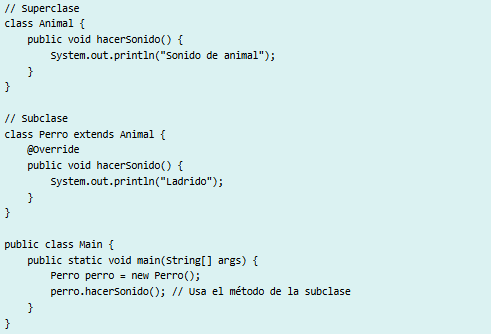 // Superclase
class Animal {
    public void hacerSonido() {
        System.out.println("Sonido de animal");
    }
}

// Subclase
class Perro extends Animal {
    @Override
    public void hacerSonido() {
        System.out.println("Ladrido");
    }
}

public class Main {
    public static void main(String[] args) {
        Perro perro = new Perro();
        perro.hacerSonido(); // Usa el método de la subclase
    }
}